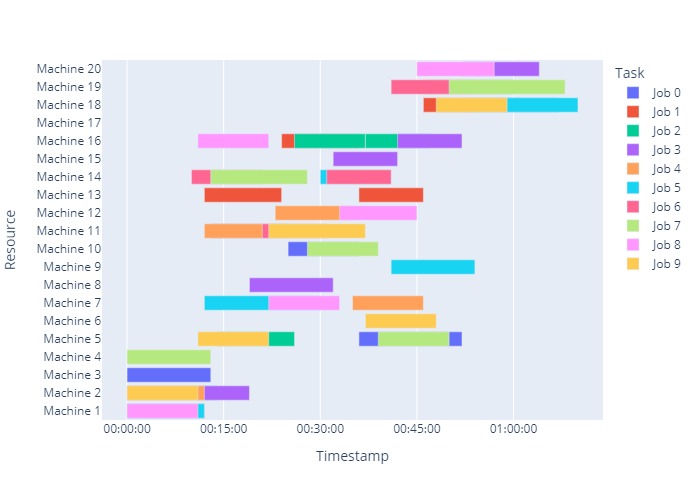 Machine 20
Machine 19
Machine 18
Machine 17
Machine 16
Machine 15
Machine 14
Machine 13
Machine 12
Machine 11
Machine 10
Machine 9
Machine 8
Machine 7
Machine 6
Machine 5
Machine 4
Machine 3
Machine 2
Machine 1
Resource
00:00:00 00:15:00 00:30:00 00:45:00 01:00:00
Timestamp
Task
Job 0
Job 1
Job 2
Job 3
Job 4
Job 5
Job 6
Job 7
Job 8
Job 9